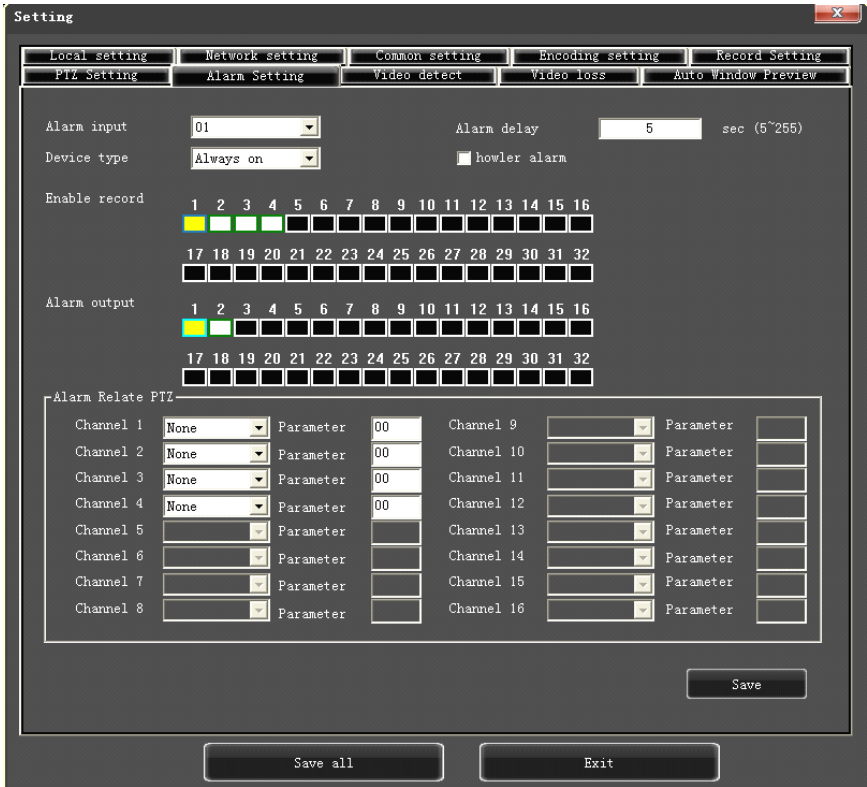 Setting
X
Local setting Network setting Common setting Encoding setting Record Setting
PTZ Setting Alarm Setting Video detect Video loss Auto Window Preview
Alarm input 01 Alarm delay 5 sec (5~255)
Device type Always on howler alarm
Enable record
1 2 3 4 5 6 7 8 9 10 11 12 13 14 15 16
17 18 19 20 21 22 23 24 25 26 27 28 29 30 31 32
Alarm output
1 2 3 4 5 6 7 8 9 10 11 12 13 14 15 16
17 18 19 20 21 22 23 24 25 26 27 28 29 30 31 32
Alarm Relate PTZ
Channel 1 None Parameter 00 Channel 9 Parameter
Channel 2 None Parameter 00 Channel 10 Parameter
Channel 3 None Parameter 00 Channel 11 Parameter
Channel 4 None Parameter 00 Channel 12 Parameter
Channel 5 Parameter Channel 13 Parameter
Channel 6 Parameter Channel 14 Parameter
Channel 7 Parameter Channel 15 Parameter
Channel 8 Parameter Channel 16 Parameter
Save
Save all Exit